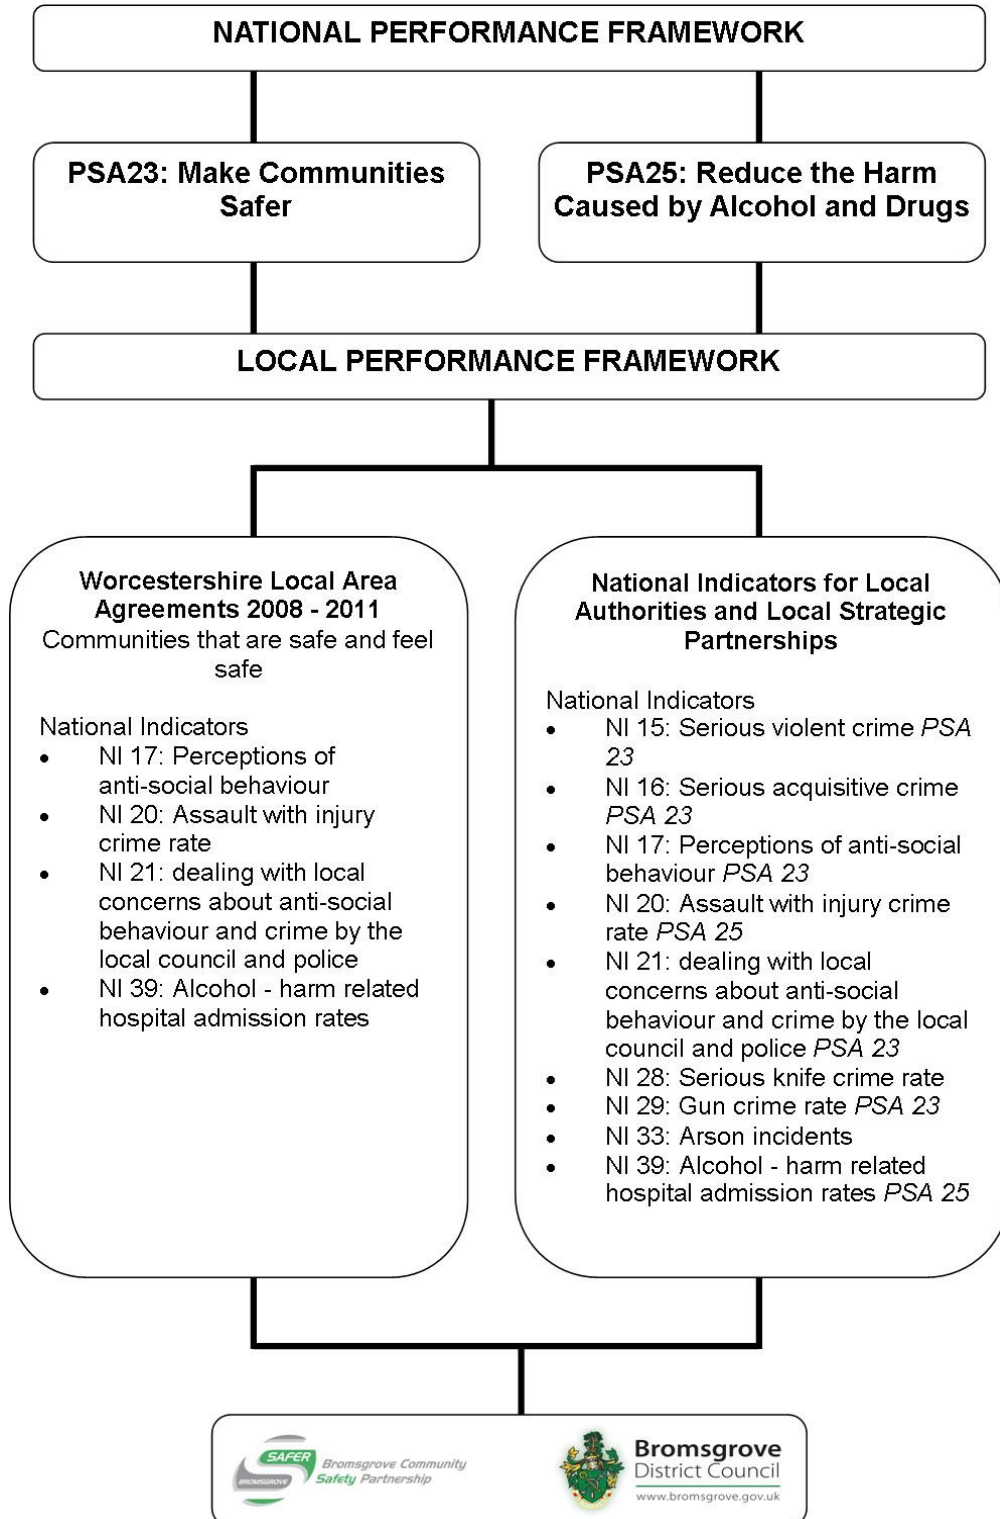 NATIONAL PERFORMANCE FRAMEWORK
PSA23: Make Communities
Safer
PSA25: Reduce the Harm
Caused by Alcohol and Drugs
LOCAL PERFORMANCE FRAMEWORK
Worcestershire Local Area
Agreements 2008 - 2011
Communities that are safe and feel
safe
National Indicators
• NI 17: Perceptions of
anti-social behaviour
• NI 20: Assault with injury
crime rate
• NI 21: dealing with local
concerns about anti-social
behaviour and crime by the
local council and police
• NI 39: Alcohol - harm related
hospital admission rates
National Indicators for Local
Authorities and Local Strategic
Partnerships
National Indicators
• NI 15: Serious violent crime PSA
23
• NI 16: Serious acquisitive crime
PSA 23
• NI 17: Perceptions of anti-social
behaviour PSA 23
• NI 20: Assault with injury crime
rate PSA 25
• NI 21: dealing with local
concerns about anti-social
behaviour and crime by the local
council and police PSA 23
• NI 28: Serious knife crime rate
• NI 29: Gun crime rate PSA 23
• NI 33: Arson incidents
• NI 39: Alcohol - harm related
hospital admission rates PSA 25
SAFER
BROMSGROVE
Bromsgrove Community
Safety Partnership
Bromsgrove
District Council
www.bromsgrove.gov.uk